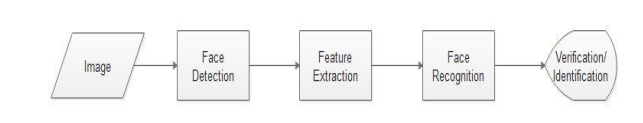 Image
Face
Detection
Feature
Extraction
Face
Recognition
Verification/
Identification